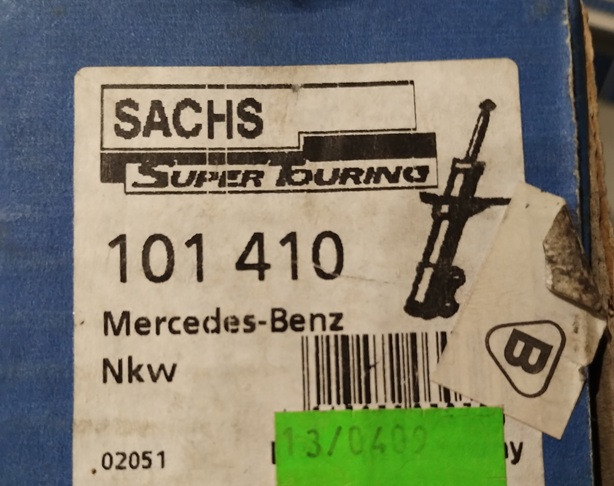 SACHS
SUPER TOURING
101 410
Mercedes-Benz
Nkw
B
02051
13/0409